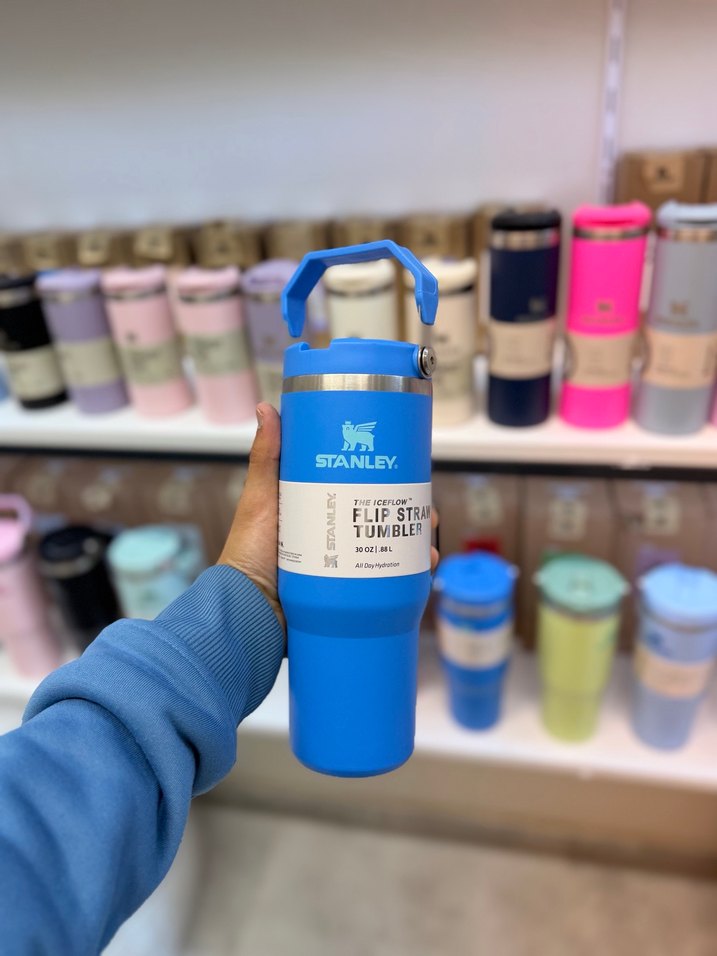 STANLEY®
STANLEY
THE ICEFLOW™
FLIP STRAW
TUMBLER
30 OZ | .88 L
All Day Hydration